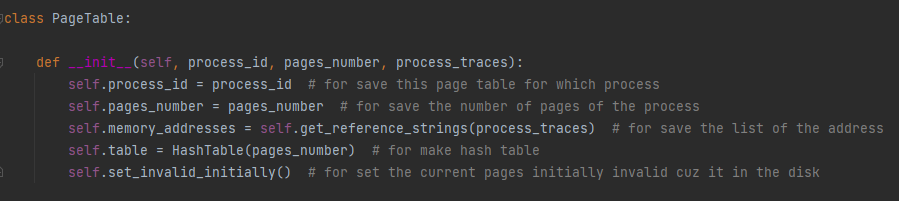 class PageTable:
def __init__(self, process_id, pages_number, process_traces):
self.process_id = process_id  # for save this page table for which process
self.pages_number = pages_number  # for save the number of pages of the process
self.memory_addresses = self.get_reference_strings(process_traces)  # for save the list of the address
self.table = HashTable(pages_number)  # for make hash table
self.set_invalid_initially()  # for set the current pages initially invalid cuz it in the disk